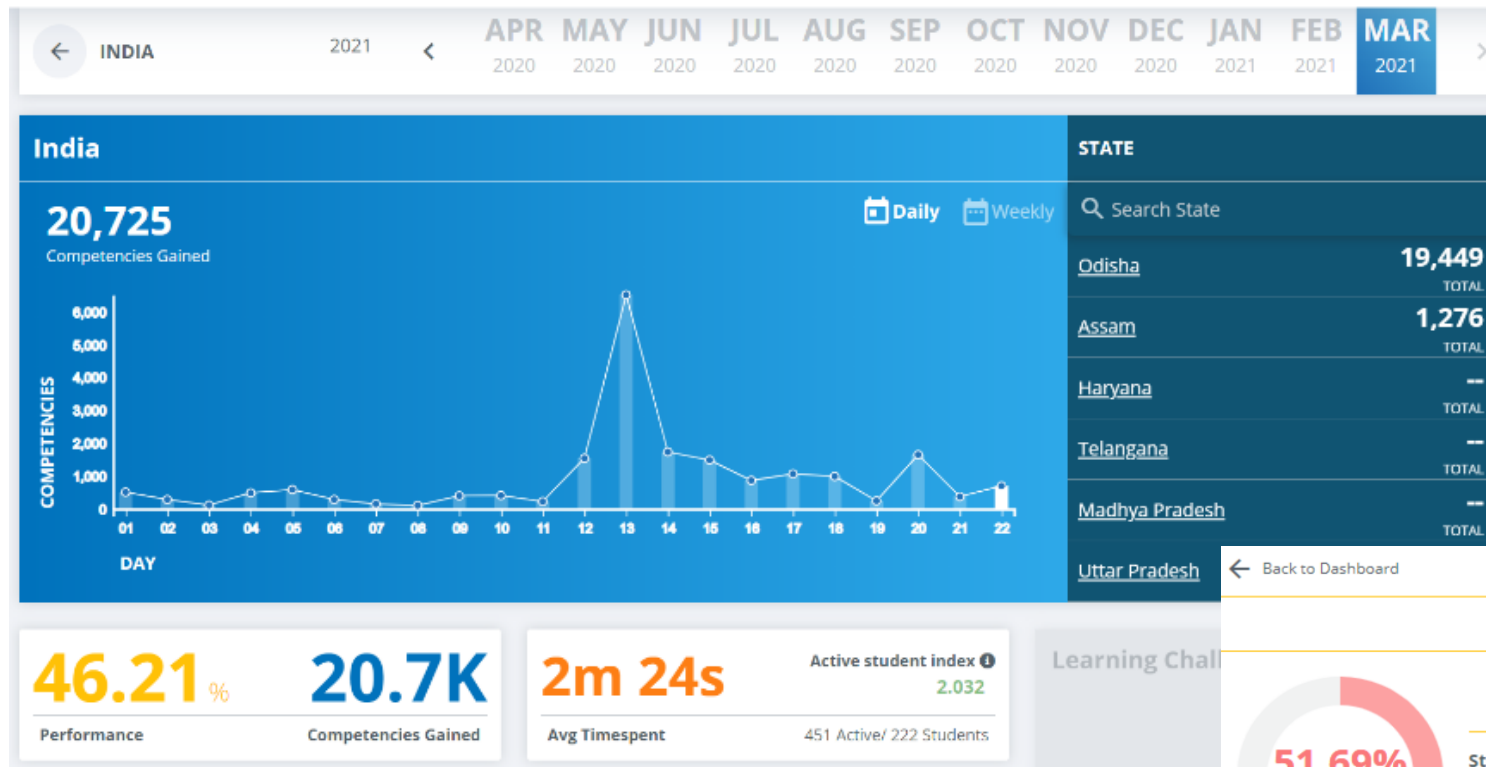 INDIA 2021
APR MAY JUN JUL AUG SEP OCT NOV DEC JAN FEB MAR
2020 2020 2020 2020 2020 2020 2020 2020 2020 2021 2021 2021
India
20,725
Competencies Gained
Daily Weekly
6,000
5,000
4,000
3,000
2,000
1,000
0
COMPETENCIES
01 02 03 04 05 06 07 08 09 10 11 12 13 14 15 16 17 18 19 20 21 22
DAY
STATE
Search State
Odisha 19,449
TOTAL
Assam 1,276
TOTAL
Haryana --
TOTAL
Telangana --
TOTAL
Madhya Pradesh --
TOTAL
Uttar Pradesh
Back to Dashboard
46.21 % 20.7K
Performance Competencies Gained
2m 24s Active student index
2.032
Avg Timespent 451 Active/ 222 Students
Learning Chall
51.69%
St